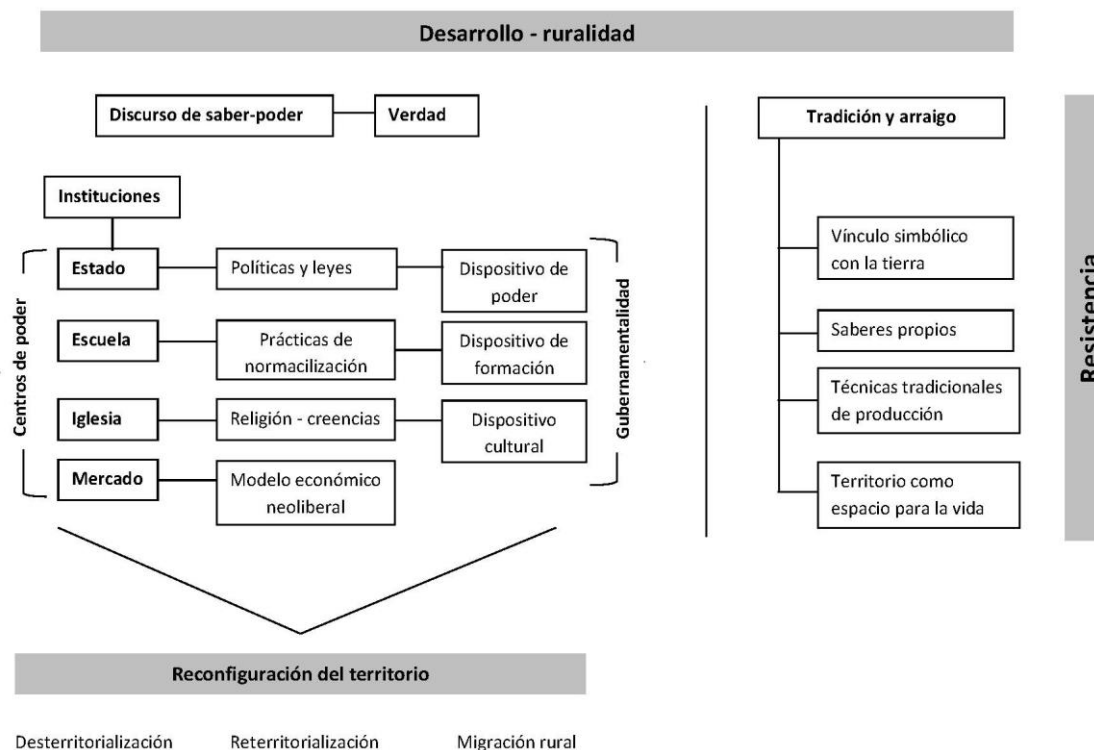 Desarrollo - ruralidad
Discurso de saber-poder
Verdad
Instituciones
Centros de poder
Estado
Políticas y leyes
Dispositivo de
poder
Escuela
Prácticas de
normacilización
Dispositivo de
formación
Iglesia
Religión - creencias
Dispositivo
cultural
Mercado
Modelo económico
neoliberal
Gubernamentalidad
Tradición y arraigo
Vínculo simbólico
con la tierra
Saberes propios
Técnicas tradicionales
de producción
Territorio como
espacio para la vida
Resistencia
Reconfiguración del territorio
Desterritorialización
Reterritorialización
Migración rural